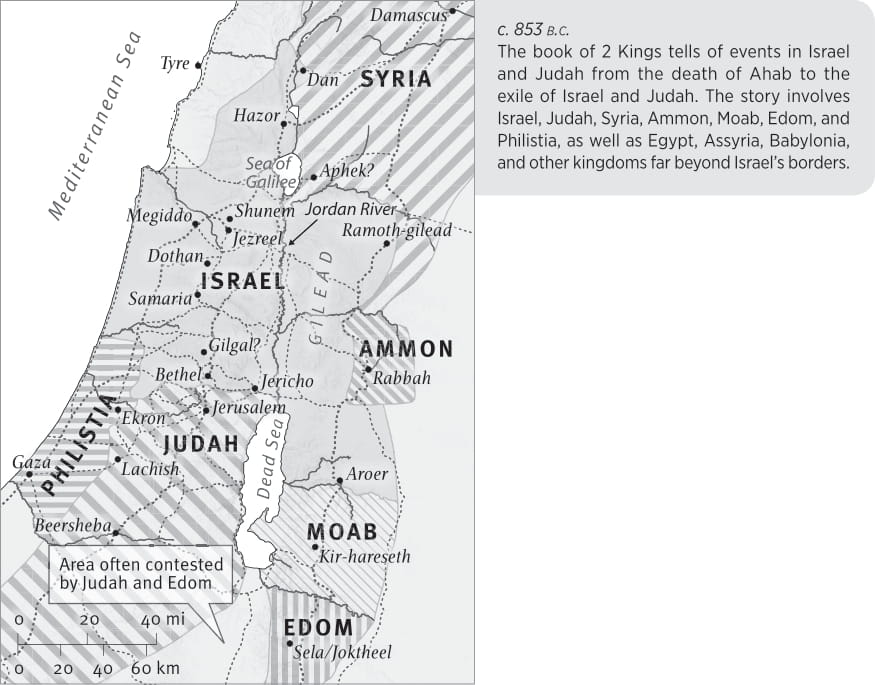 c. 853 B.C.
The book of 2 Kings tells of events in Israel
and Judah from the death of Ahab to the
exile of Israel and Judah. The story involves
Israel, Judah, Syria, Ammon, Moab, Edom, and
Philistia, as well as Egypt, Assyria, Babylonia,
and other kingdoms far beyond Israel's borders.
Damascus
Mediterranean Sea
Tyre
Dan
SYRIA
Hazor
Sea of
Galilee
Aphek?
Megiddo
Shunem
Jordan River
Jezreel
Ramoth-gilead
Dothan
ISRAEL
GILEAD
Samaria
Gilgal?
AMMON
Bethel
Jericho
Rabbah
PHILISTIA
Ekron
Jerusalem
JUDAH
Dead Sea
Gaza
Lachish
Aroer
Beersheba
MOAB
Kir-hareseth
Area often contested
by Judah and Edom
0 20 40 mi
0 20 40 60 km
EDOM
Sela/Joktheel